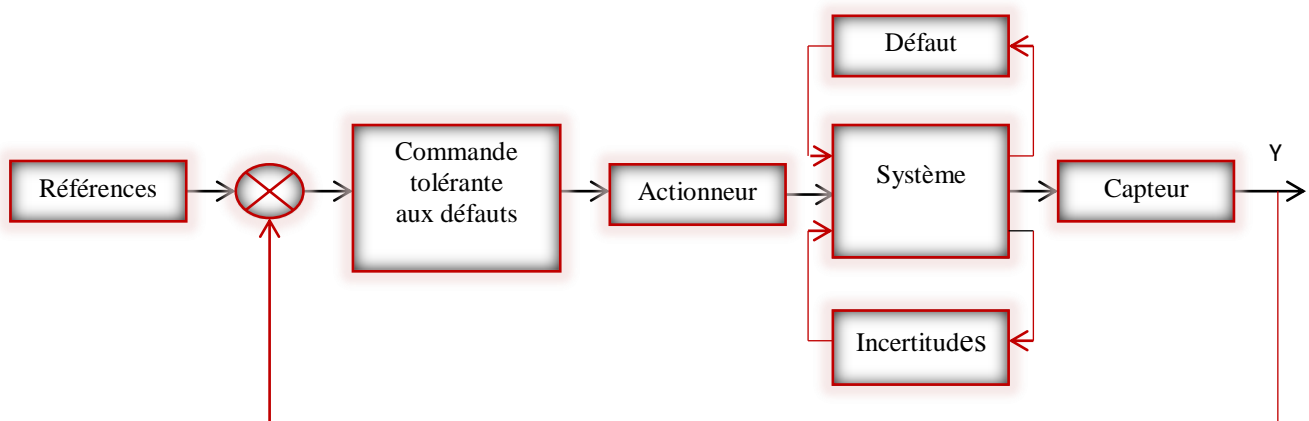 Références
Commande
tolérante
aux défauts
Actionneur
Défaut
Système
Incertitudes
Capteur
Y